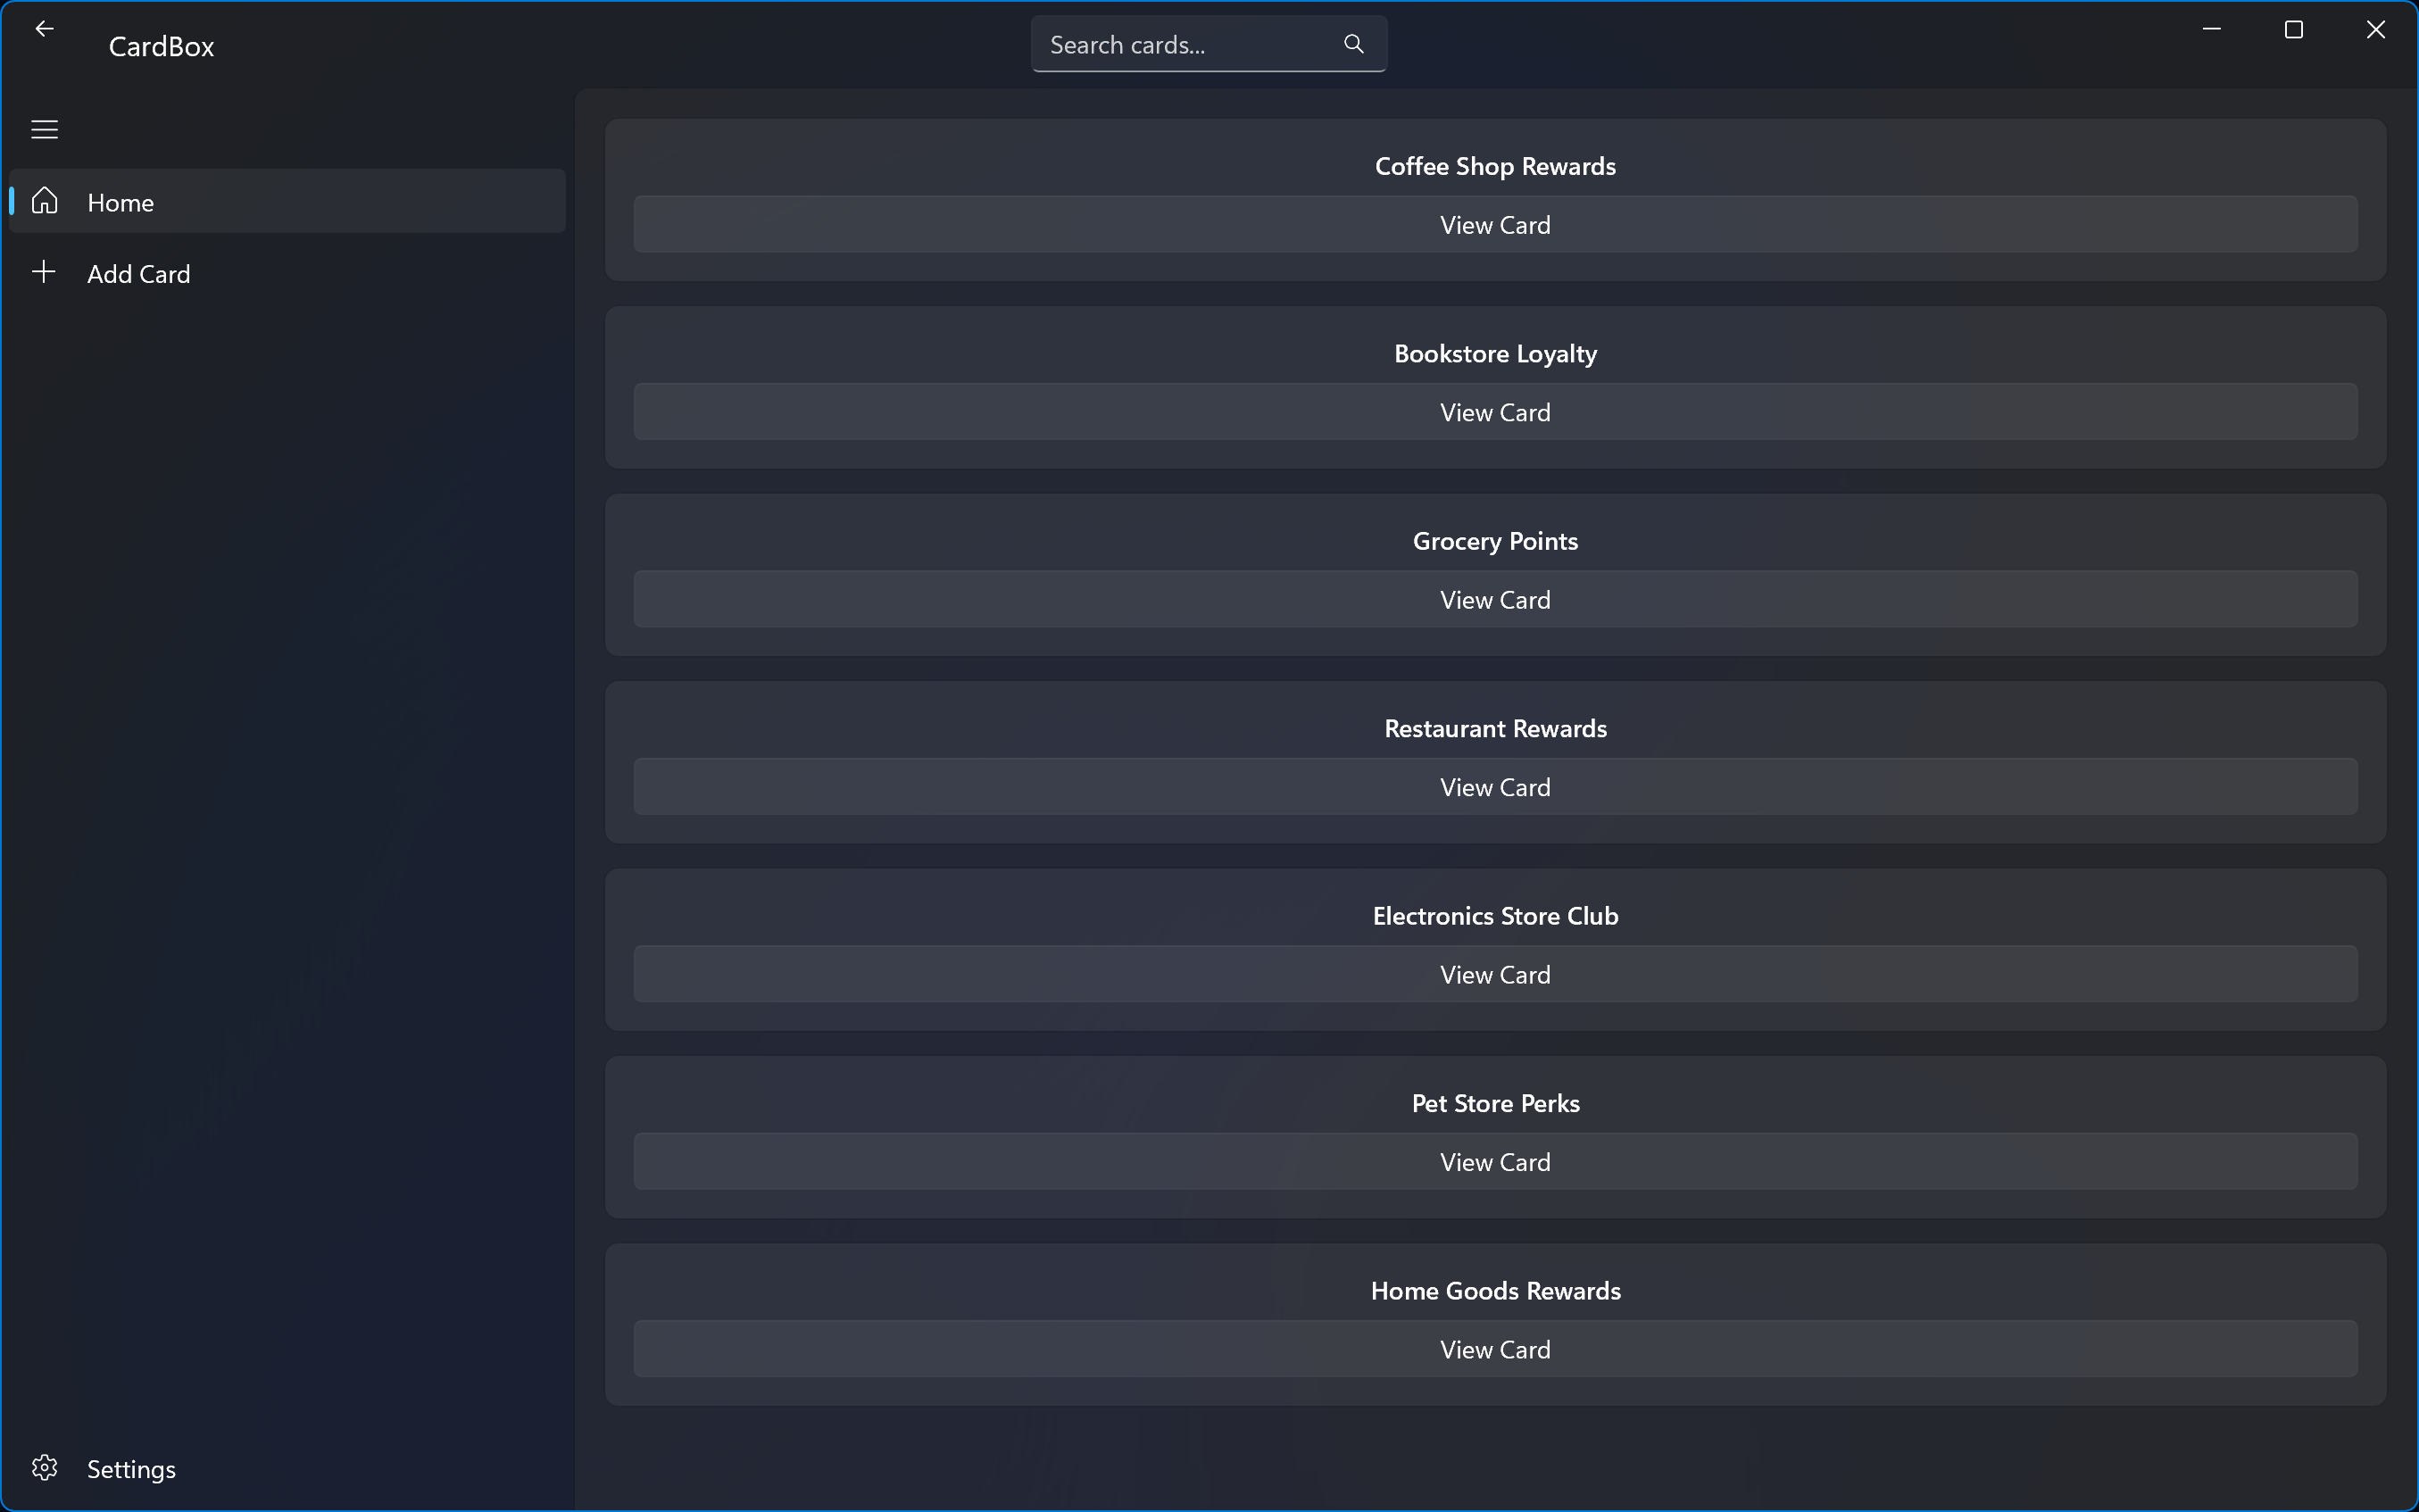 CardBox
Search cards...
Home
Add Card
Coffee Shop Rewards
View Card
Bookstore Loyalty
View Card
Grocery Points
View Card
Restaurant Rewards
View Card
Electronics Store Club
View Card
Pet Store Perks
View Card
Home Goods Rewards
View Card
Settings